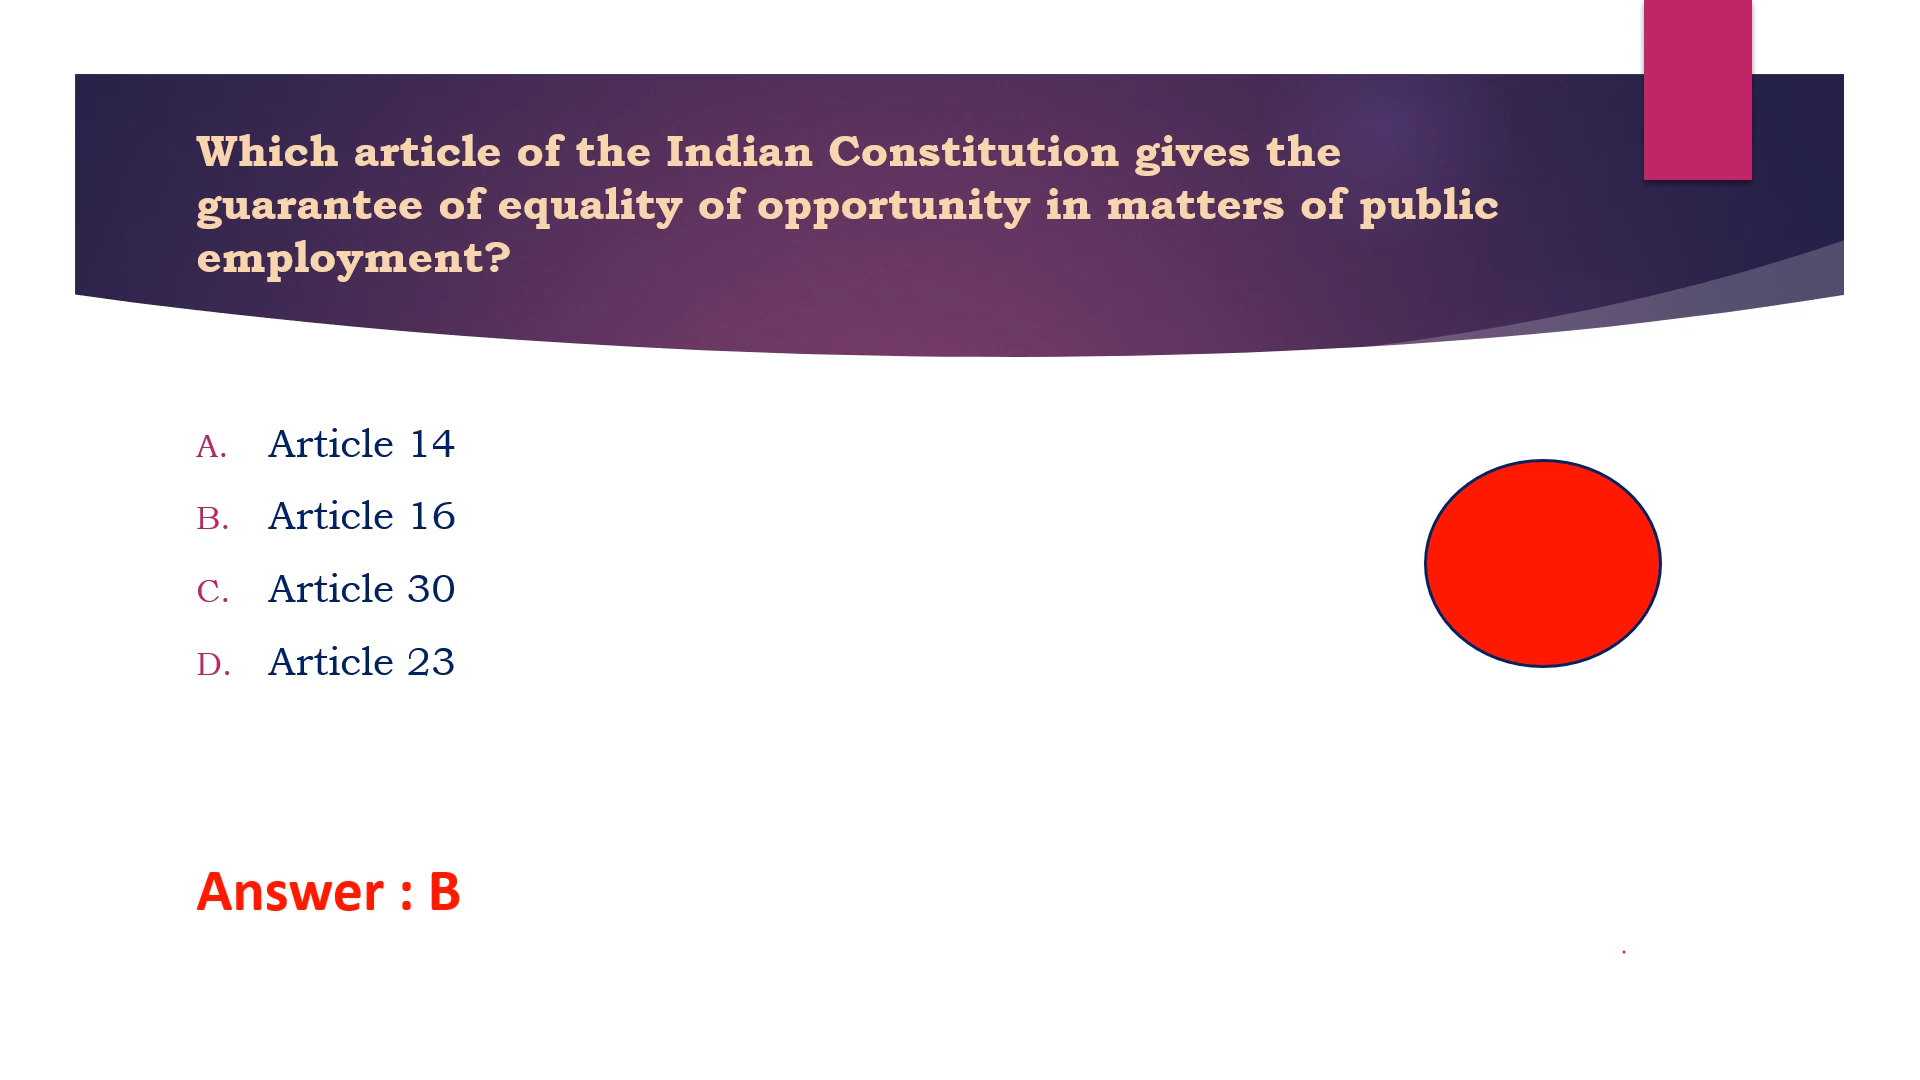 Which article of the Indian Constitution gives the
guarantee of equality of opportunity in matters of public
employment?
A. Article 14
B. Article 16
C. Article 30
D. Article 23
Answer : B
.